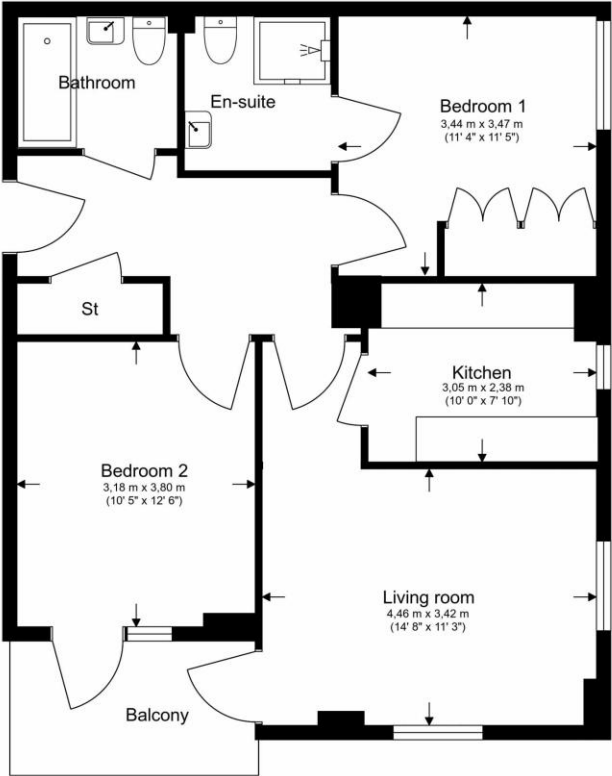 Bathroom
En-suite
Bedroom 1
3,44 m x 3,47 m
(11' 4" x 11' 5")
St
Kitchen
3,05 m x 2,38 m
(10' 0" x 7' 10")
Bedroom 2
3,18 m x 3,80 m
(10' 5" x 12' 6")
Living room
4,46 m x 3,42 m
(14' 8" x 11' 3")
Balcony